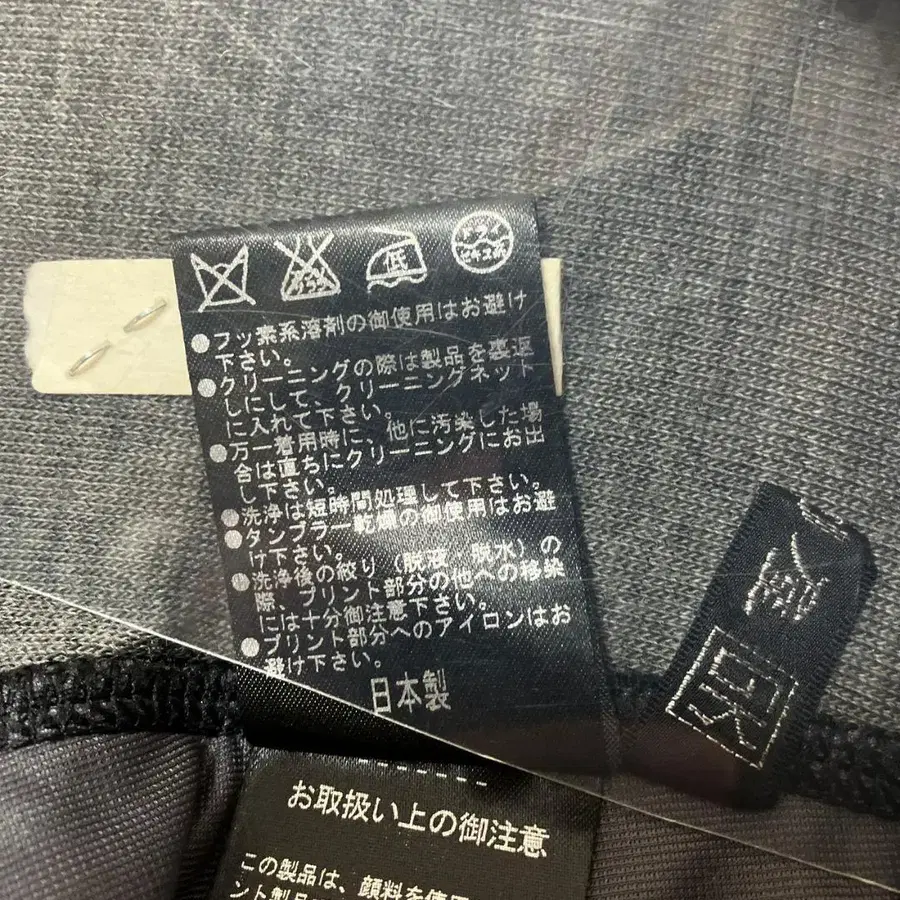 低
ドライ
セキユ系
●フッ素系溶剤の御使用はお避け
下さい。
●クリーニングの際は製品を裏返
しにして、クリーニングネット
に入れて下さい。
●万一着用時に、他に汚染した場
合は直ちにクリーニングにお出
し下さい。
●洗浄は短時間処理して下さい。
●タンブラー乾燥の御使用はお避
け下さい。
●洗浄後の絞り（脱液・脱水）の
際、プリント部分の他への移染
には十分御注意下さい。
●プリント部分へのアイロンはお
避け下さい。
日本製
お取扱い上の御注意
この製品は、顔料を使用
ント製品